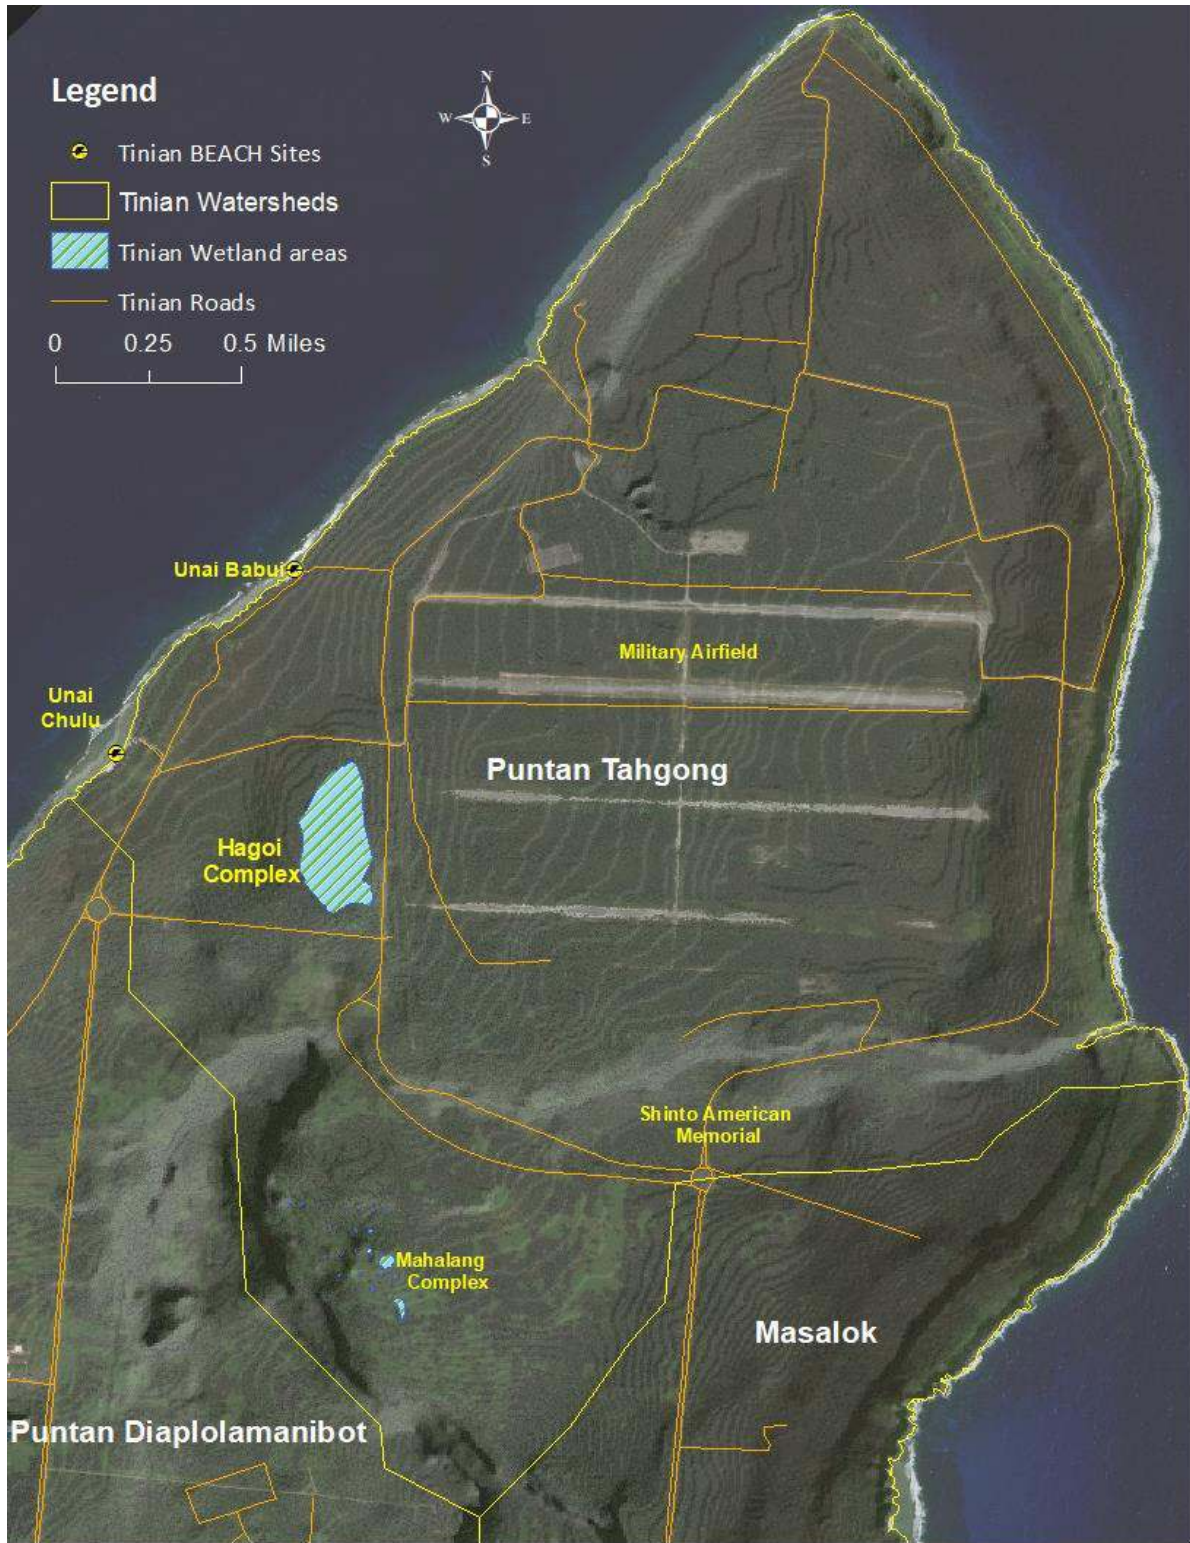 Legend
N
W E
S
Tinian BEACH Sites
Tinian Watersheds
Tinian Wetland areas
Tinian Roads
0 0.25 0.5 Miles
Unai Babui
Military Airfield
Unai
Chulu
Puntan Tahgong
Hagoi
Complex
Shinto American
Memorial
Mahalang
Complex
Masalok
Puntan Diaplolamanibot